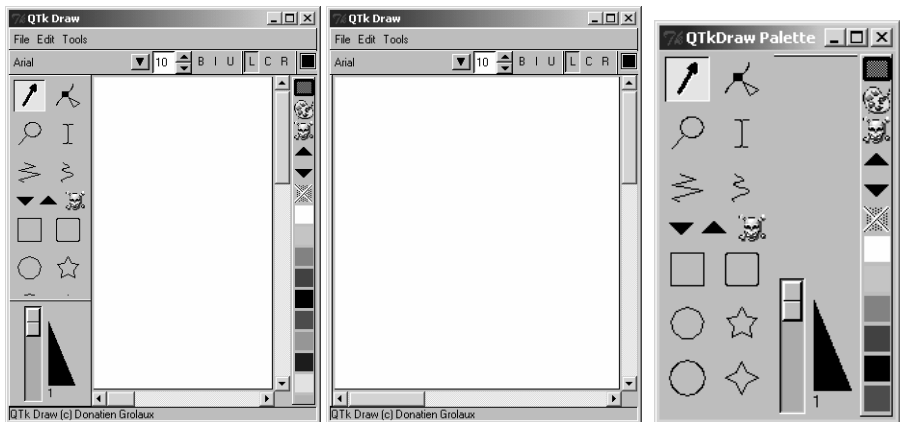 QTk Draw
File Edit Tools
Arial 10 B I U L C R
1
QTk Draw (c) Donatien Grolaux
QTk Draw
File Edit Tools
Arial 10 B I U L C R
QTk Draw (c) Donatien Grolaux
QTkDraw Palette
1